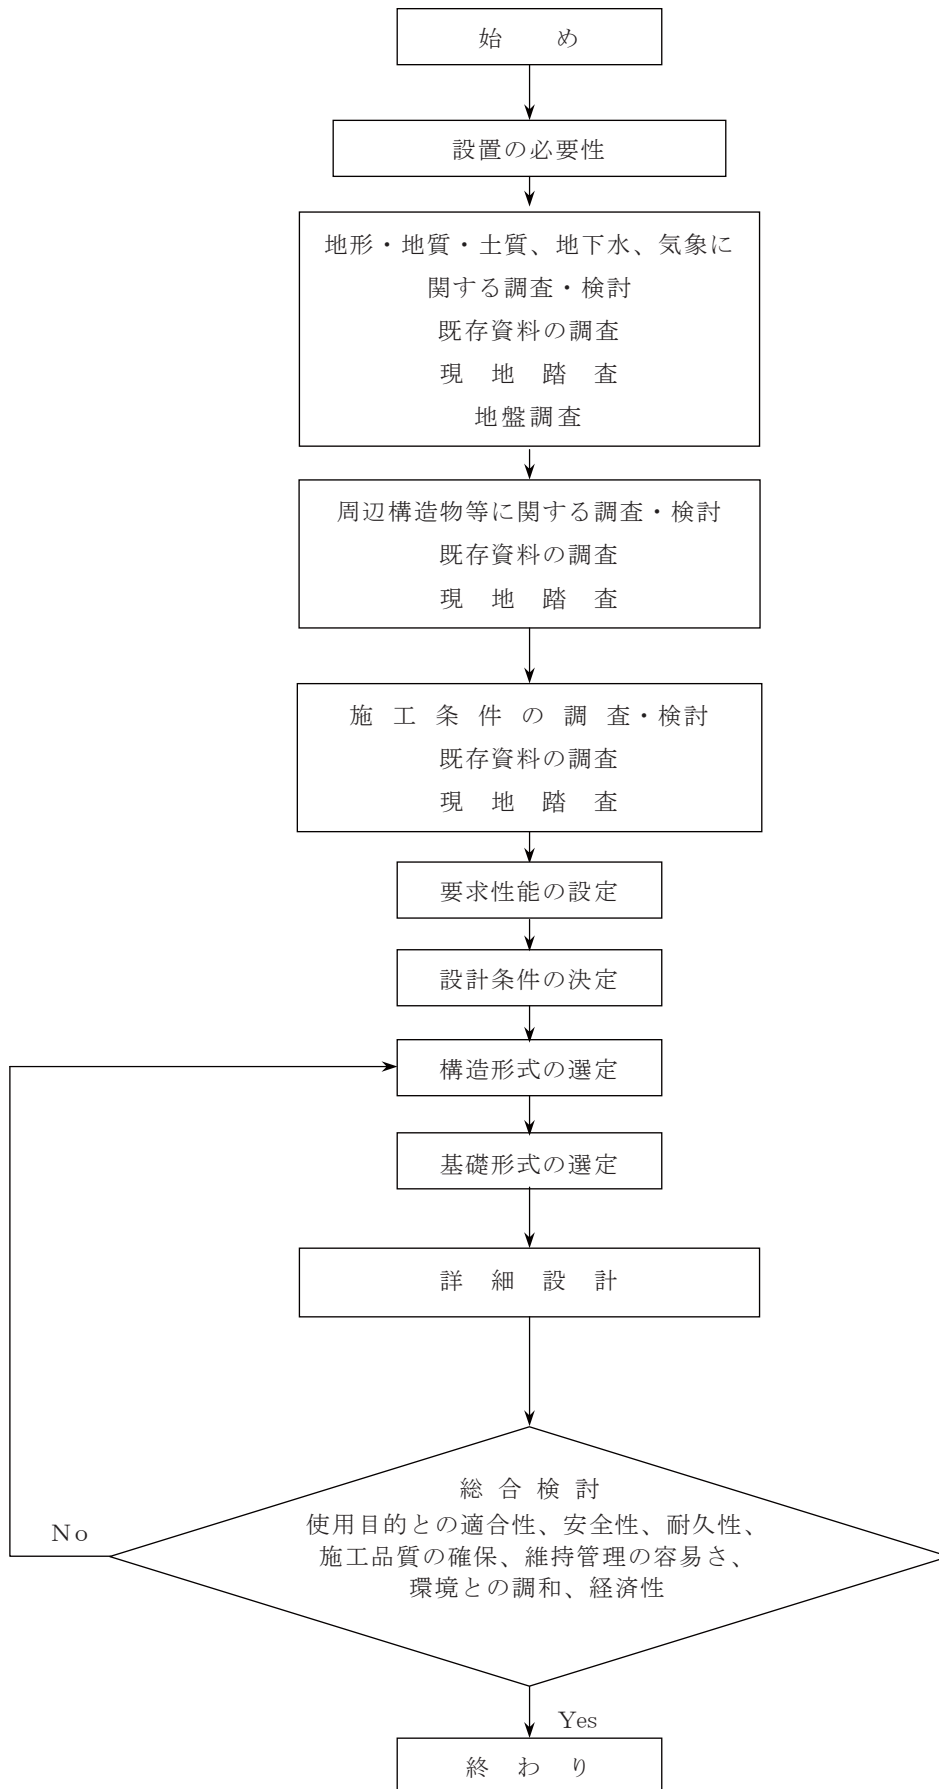 始　め
設置の必要性
地形・地質・土質、地下水、気象に
関する調査・検討
既存資料の調査
現　地　踏　査
地盤調査
周辺構造物等に関する調査・検討
既存資料の調査
現　地　踏　査
施 工 条 件 の 調 査・検討
既存資料の調査
現　地　踏　査
要求性能の設定
設計条件の決定
構造形式の選定
基礎形式の選定
詳　細　設　計
総 合 検 討
使用目的との適合性、安全性、耐久性、
施工品質の確保、維持管理の容易さ、
環境との調和、経済性
No
Yes
終　わ　り